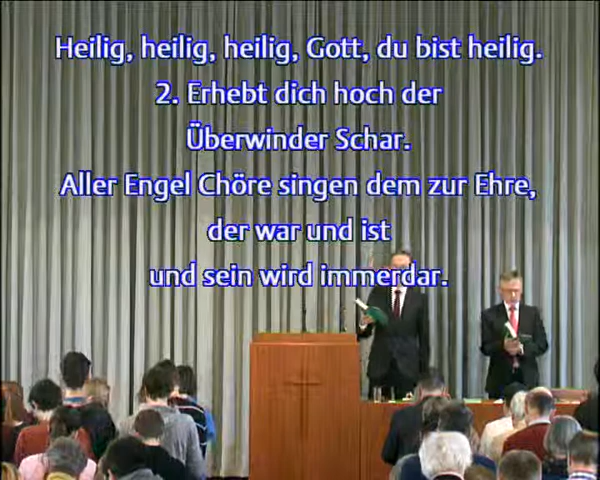 Heilig, heilig, heilig, Gott, du bist heilig.
2. Erhebt dich hoch der
Überwinder Schar.
Aller Engel Chöre singen dem zur Ehre,
der war und ist
und sein wird immerdar.